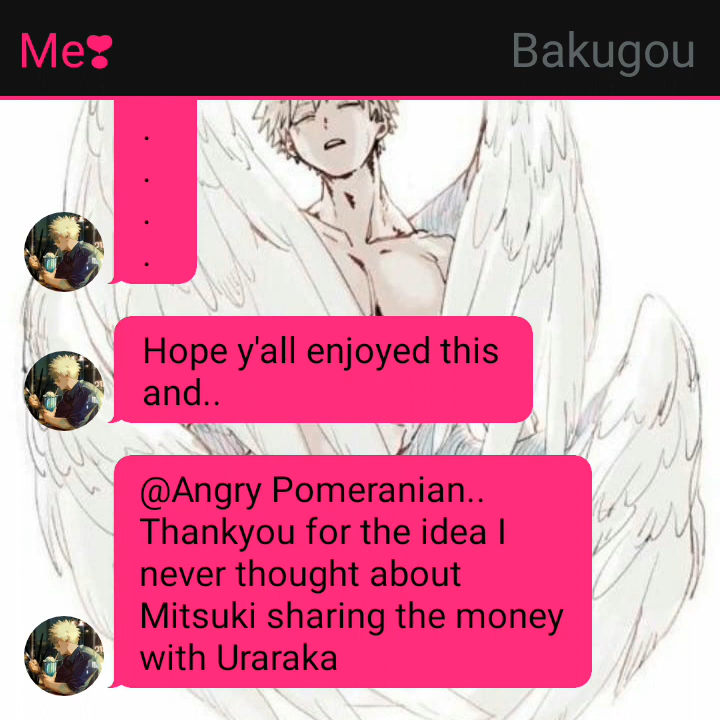 Me❣
Bakugou
.
.
.
.
Hope y'all enjoyed this
and..
@Angry Pomeranian..
Thankyou for the idea I
never thought about
Mitsuki sharing the money
with Uraraka